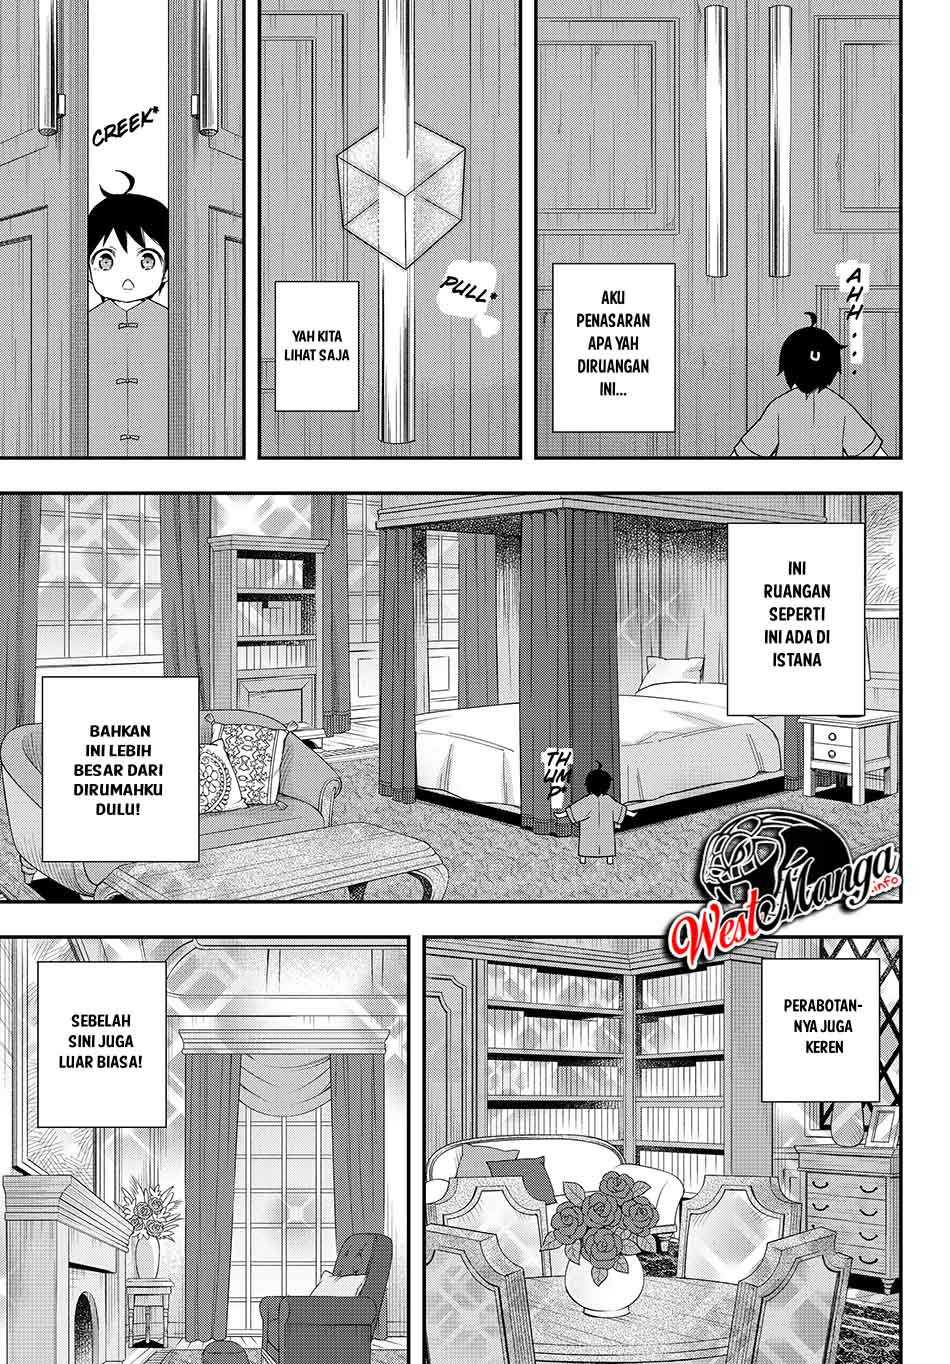 AHH...
AKU
PENASARAN
APA YAH
DIRUANGAN
INI...
PULL*
YAH KITA
LIHAT SAJA
CREEK*
INI
RUANGAN
SEPERTI
INI ADA DI
ISTANA
TH
UM
P*
BAHKAN
INI LEBIH
BESAR DARI
DIRUMAHKU
DULU!
WestManga
.info
PERABOTAN-
NYA JUGA
KEREN
SEBELAH
SINI JUGA
LUAR BIASA!